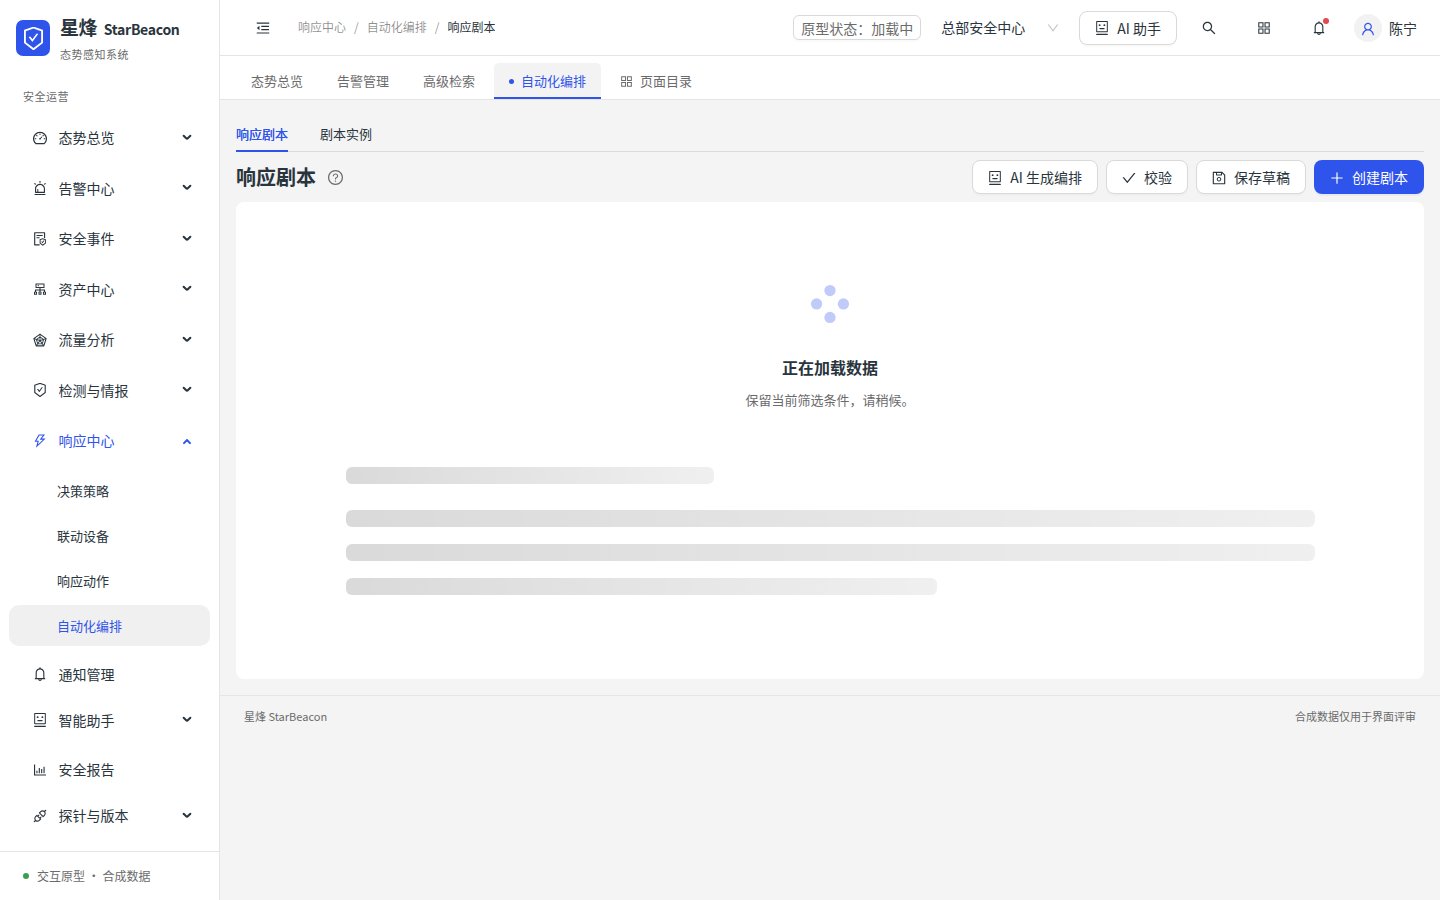 星烽 StarBeacon
态势感知系统
安全运营
态势总览
告警中心
安全事件
资产中心
流量分析
检测与情报
响应中心
决策策略
联动设备
响应动作
自动化编排
通知管理
智能助手
安全报告
探针与版本
交互原型 · 合成数据
响应中心 / 自动化编排 / 响应剧本
原型状态：加载中
总部安全中心
AI 助手
陈宁
态势总览 告警管理 高级检索 自动化编排 页面目录
响应剧本 剧本实例
响应剧本
AI 生成编排 校验 保存草稿 创建剧本
正在加载数据
保留当前筛选条件，请稍候。
星烽 StarBeacon
合成数据仅用于界面评审